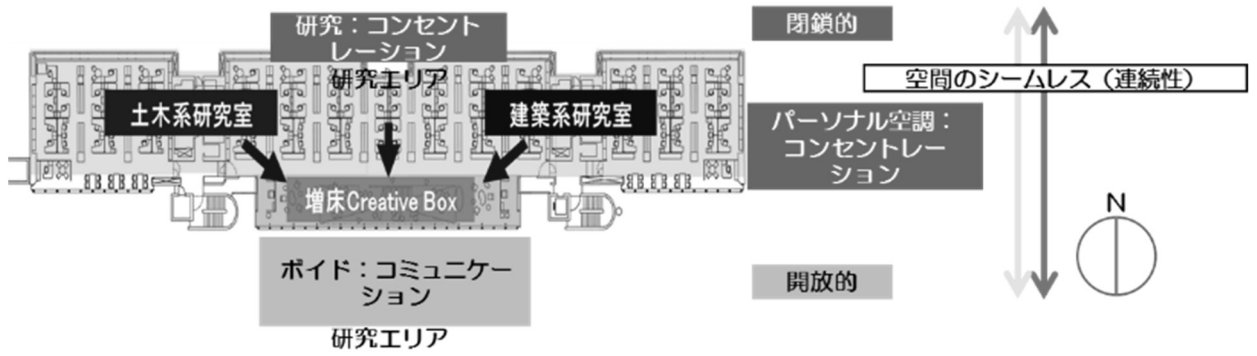 研究：コンセント
レーション
研究エリア
土木系研究室
建築系研究室
増床Creative Box
ボイド：コミュニケー
ション
研究エリア
閉鎖的
パーソナル空調：
コンセントレー
ション
開放的
空間のシームレス（連続性）
N